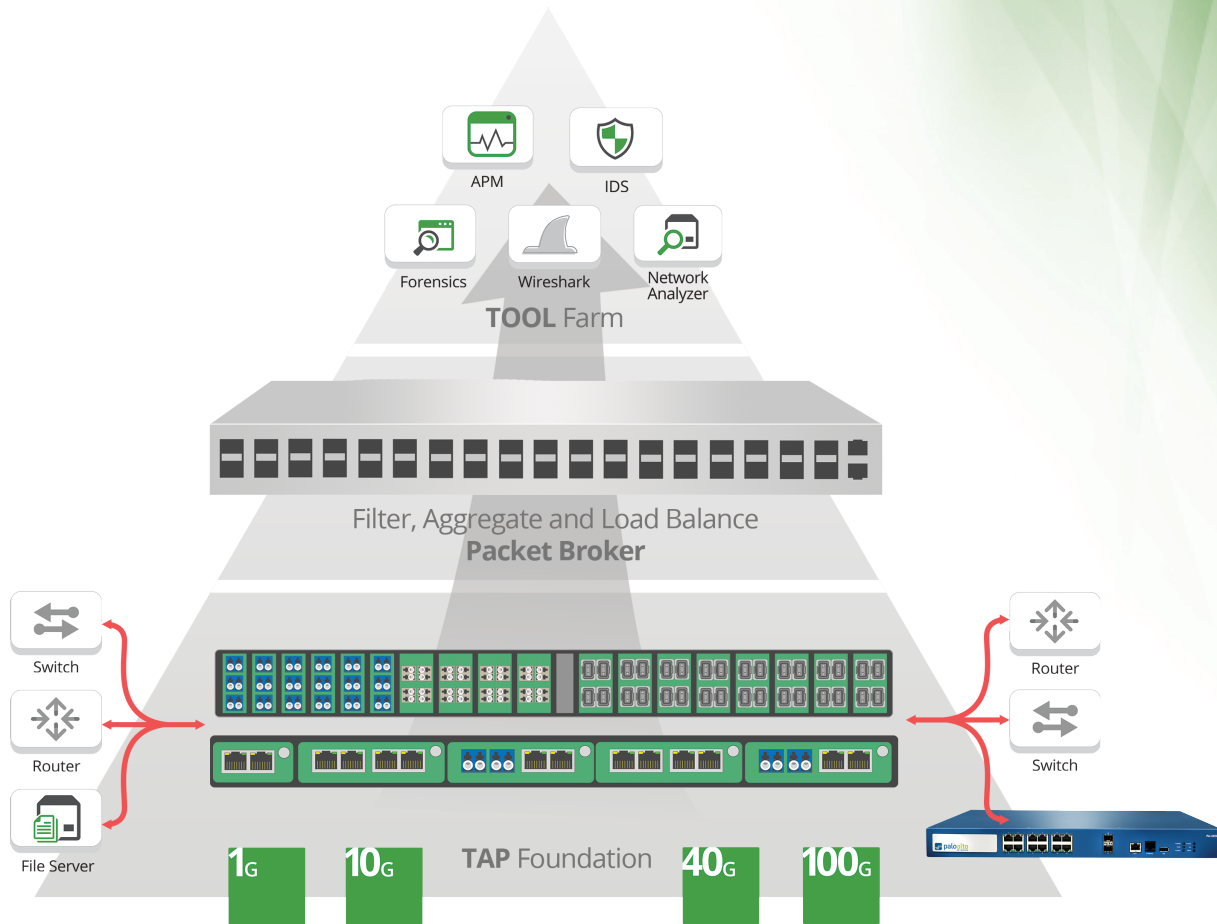 APM
IDS
Forensics
Wireshark
Network
Analyzer
TOOL Farm
Filter, Aggregate and Load Balance
Packet Broker
Switch
Router
Router
Switch
File Server
paloalto
TAP Foundation
1G
10G
40G
100G